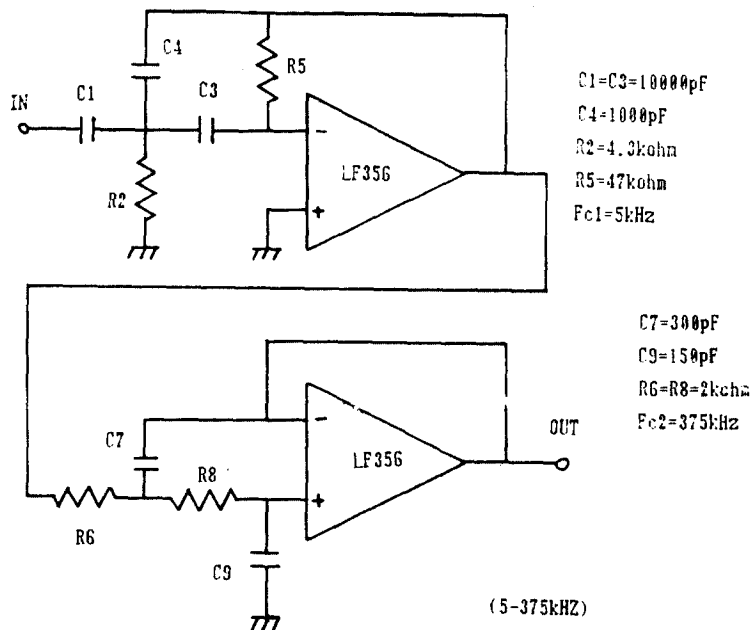 C4
R5
IN
C1
C3
R2
-
+
LF356
C1=C3=10000pF
C4=1000pF
R2=4.3kohm
R5=47kohm
Fc1=5kHz
C7
R8
R6
C9
-
+
LF356
OUT
C7=300pF
C9=150pF
R6=R8=2kohm
Fc2=375kHz
(5-375kHZ)